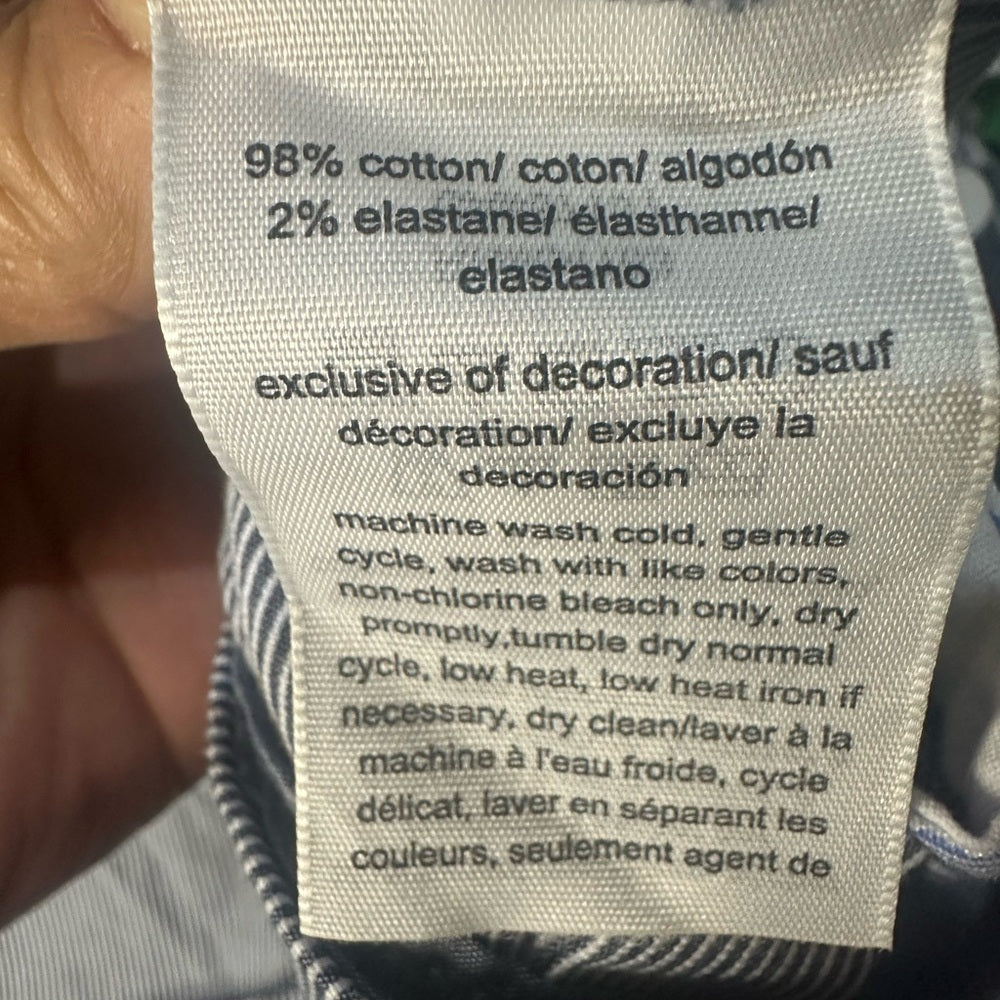 98% cotton/ coton/ algodón
2% elastane/ élasthanne/
elastano
exclusive of decoration/ sauf
décoration/ excluye la
decoración
machine wash cold, gentle
cycle, wash with like colors,
non-chlorine bleach only, dry
promptly,tumble dry normal
cycle, low heat, low heat iron if
necessary, dry clean/laver à la
machine à l'eau froide, cycle
délicat, laver en séparant les
couleurs, seulement agent de